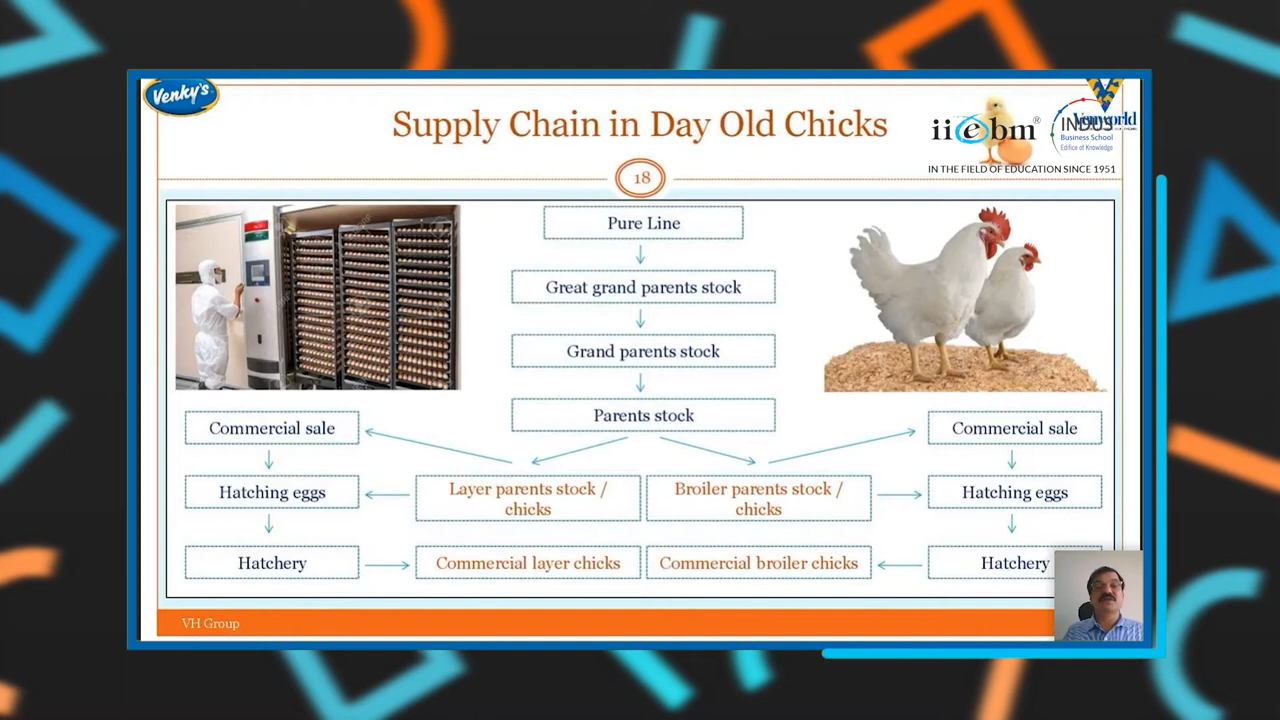 Venky's
Supply Chain in Day Old Chicks
iiebm®
INDUS
Business School
Edifice of Knowledge
IN THE FIELD OF EDUCATION SINCE 1951
18
Pure Line
Great grand parents stock
Grand parents stock
Parents stock
Commercial sale
Commercial sale
Hatching eggs
Layer parents stock /
chicks
Broiler parents stock /
chicks
Hatching eggs
Hatchery
Commercial layer chicks
Commercial broiler chicks
Hatchery
VH Group